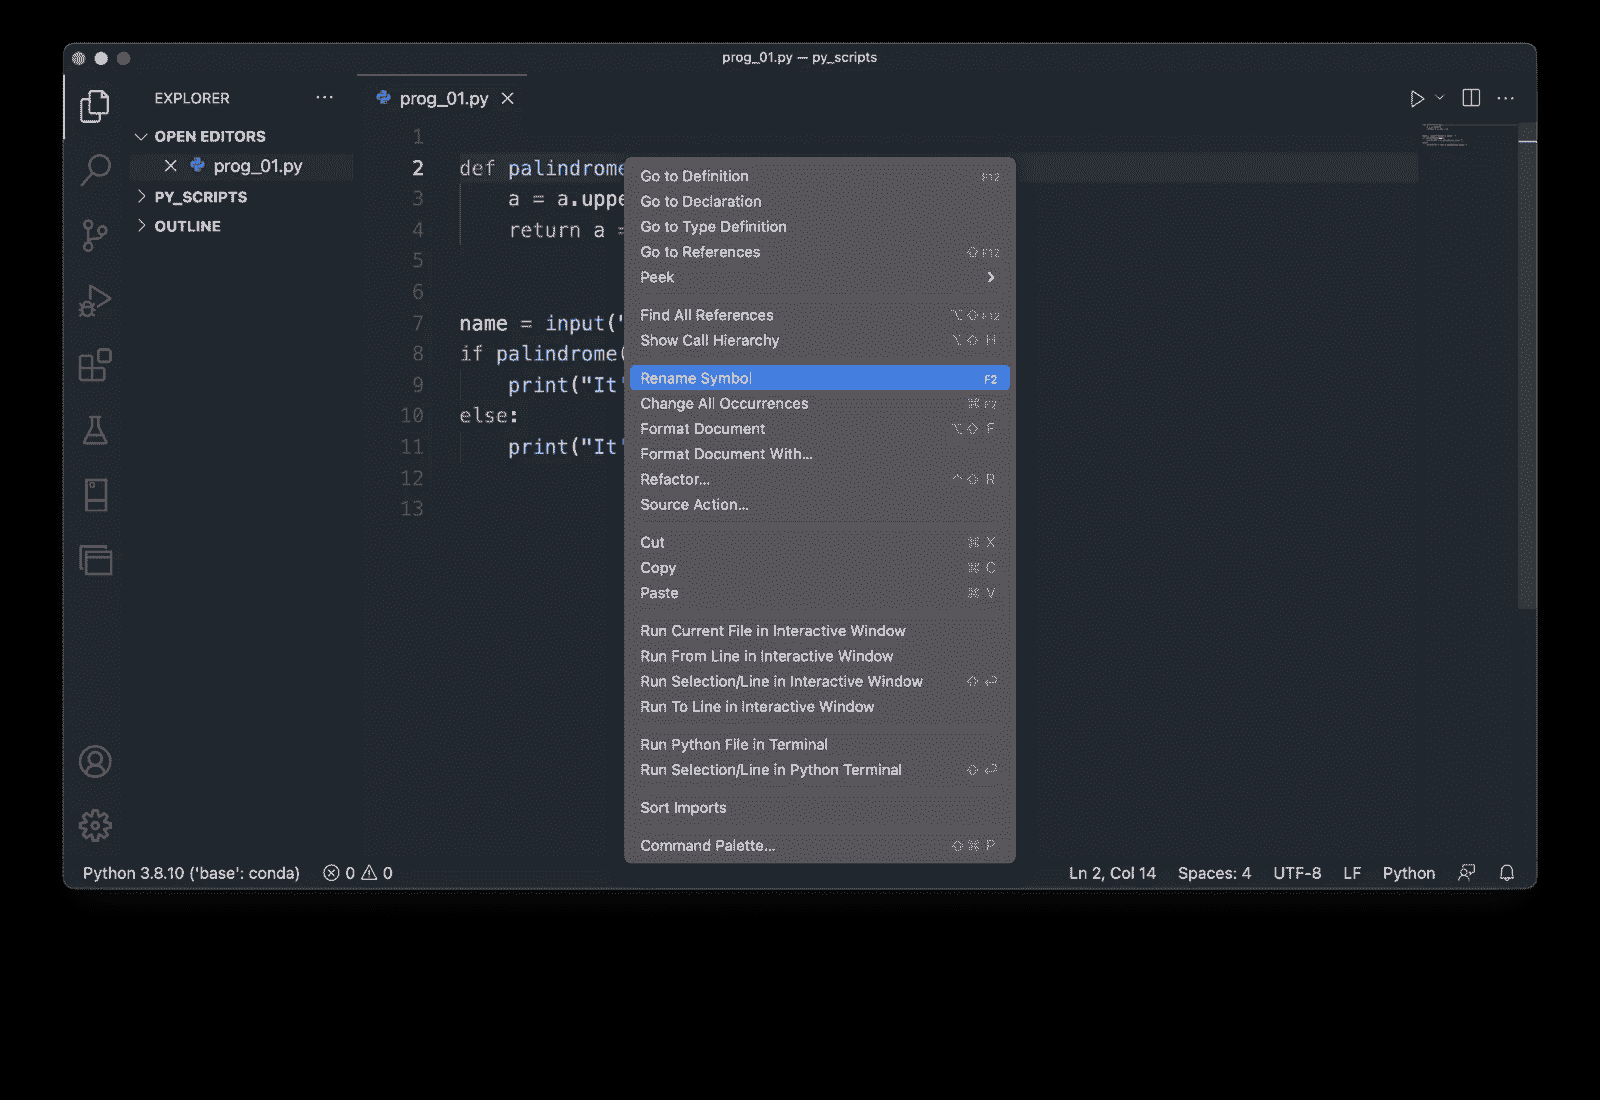 prog_01.py — py_scripts
EXPLORER
prog_01.py
OPEN EDITORS
prog_01.py
PY_SCRIPTS
OUTLINE
1
2 def palindrome
3 a = a.uppe
4 return a =
5
6
7 name = input("
8 if palindrome(
9 print("It'
10 else:
11 print("It'
12
13
Go to Definition F12
Go to Declaration
Go to Type Definition
Go to References ⇧F12
Peek
Find All References ⌥⇧F12
Show Call Hierarchy ⌥⇧H
Rename Symbol F2
Change All Occurrences ⌘F2
Format Document ⌥⇧F
Format Document With...
Refactor... ^⇧R
Source Action...
Cut ⌘X
Copy ⌘C
Paste ⌘V
Run Current File in Interactive Window
Run From Line in Interactive Window
Run Selection/Line in Interactive Window ⇧⏎
Run To Line in Interactive Window
Run Python File in Terminal
Run Selection/Line in Python Terminal ⇧⏎
Sort Imports
Command Palette... ⇧⌘P
Python 3.8.10 ('base': conda) 0 0 Ln 2, Col 14 Spaces: 4 UTF-8 LF Python